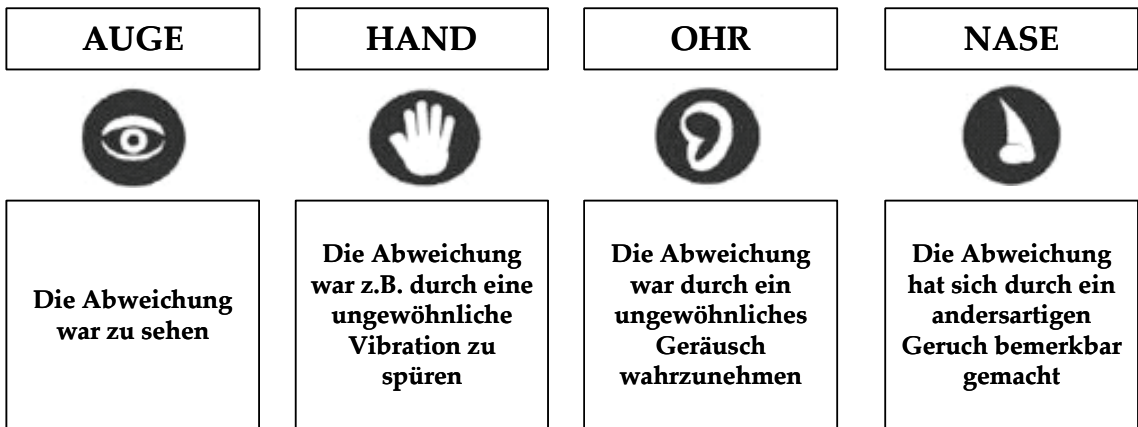 AUGE
HAND
OHR
NASE
Die Abweichung
war zu sehen
Die Abweichung
war z.B. durch eine
ungewöhnliche
Vibration zu
spüren
Die Abweichung
war durch ein
ungewöhnliches
Geräusch
wahrzunehmen
Die Abweichung
hat sich durch ein
andersartigen
Geruch bemerkbar
gemacht